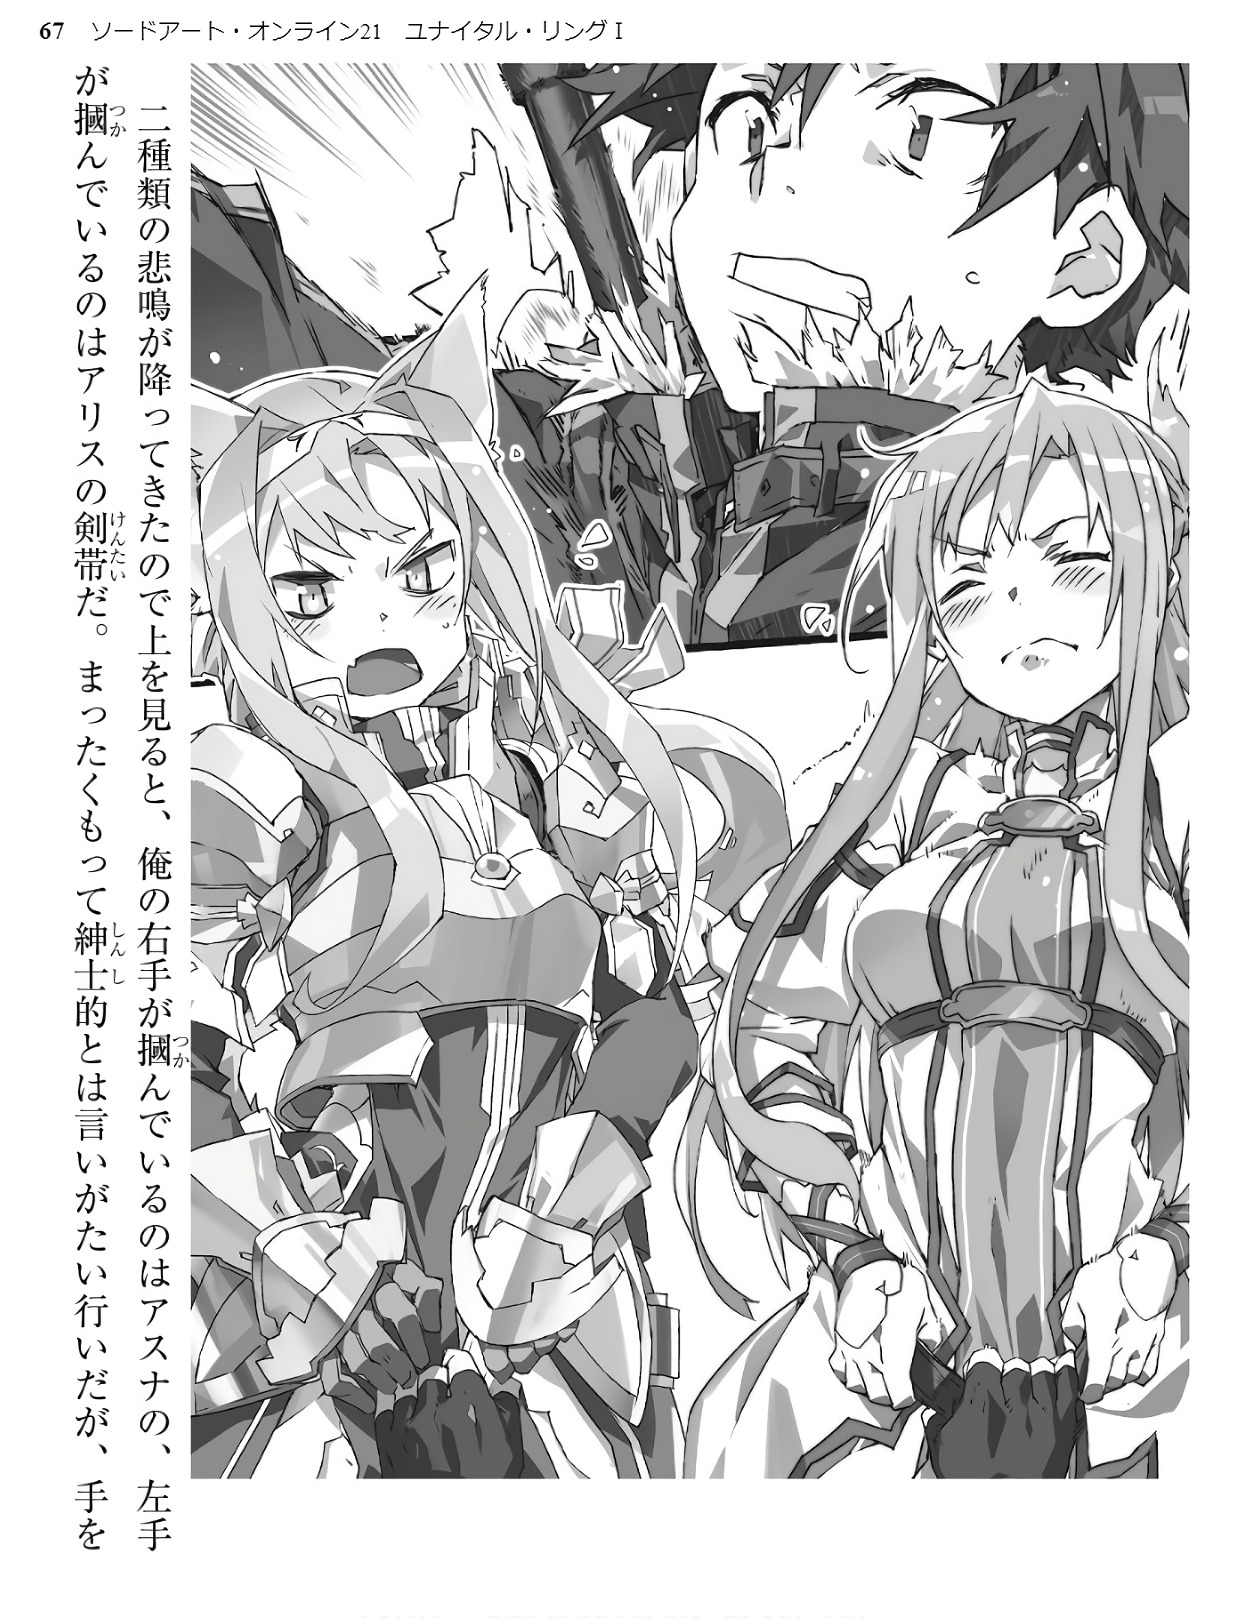 67 ソードアート・オンライン21 ユナイタル・リングⅠ
二種類の悲鳴が降ってきたので上を見ると、俺の右手が摑んでいるのはアスナの、左手
が摑んでいるのはアリスの剣帯だ。まったくもって紳士的とは言いがたい行いだが、手を